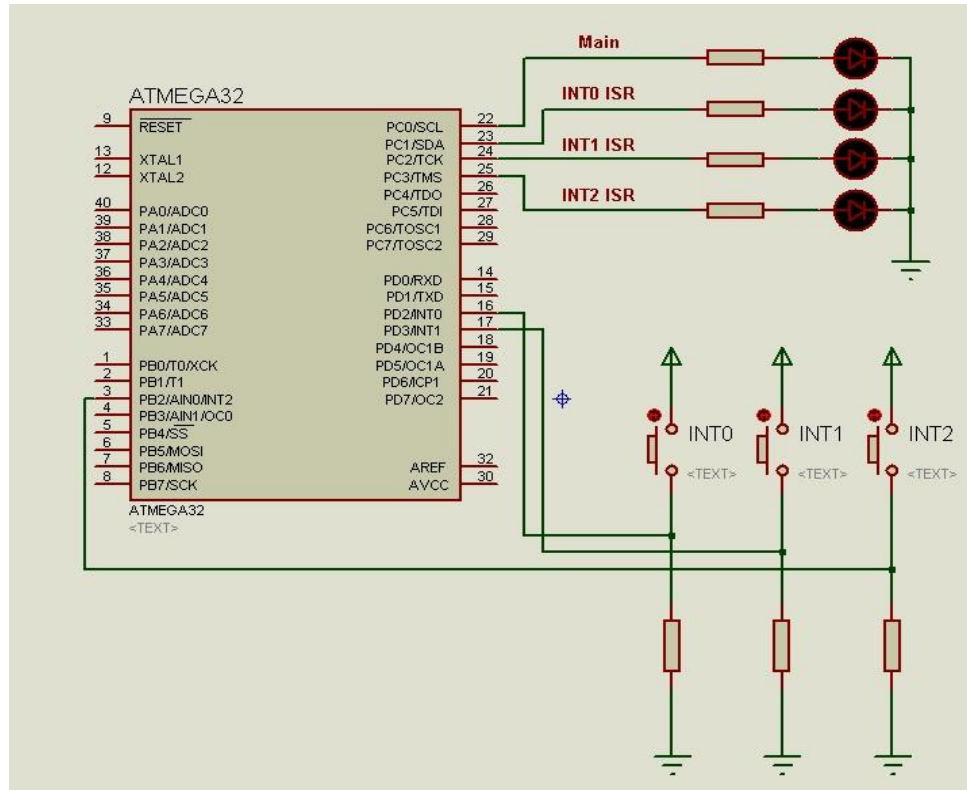 Main
INT0 ISR
INT1 ISR
INT2 ISR
ATMEGA32
9 RESET
13 XTAL1
12 XTAL2
40 PA0/ADC0
39 PA1/ADC1
38 PA2/ADC2
37 PA3/ADC3
36 PA4/ADC4
35 PA5/ADC5
34 PA6/ADC6
33 PA7/ADC7
1 PB0/T0/XCK
2 PB1/T1
3 PB2/AIN0/INT2
4 PB3/AIN1/OC0
5 PB4/SS
6 PB5/MOSI
7 PB6/MISO
8 PB7/SCK
PC0/SCL 22
PC1/SDA 23
PC2/TCK 24
PC3/TMS 25
PC4/TDO 26
PC5/TDI 27
PC6/TOSC1 28
PC7/TOSC2 29
PD0/RXD 14
PD1/TXD 15
PD2/INT0 16
PD3/INT1 17
PD4/OC1B 18
PD5/OC1A 19
PD6/ICP1 20
PD7/OC2 21
AREF 32
AVCC 30
ATMEGA32
<TEXT>
INT0
<TEXT>
INT1
<TEXT>
INT2
<TEXT>